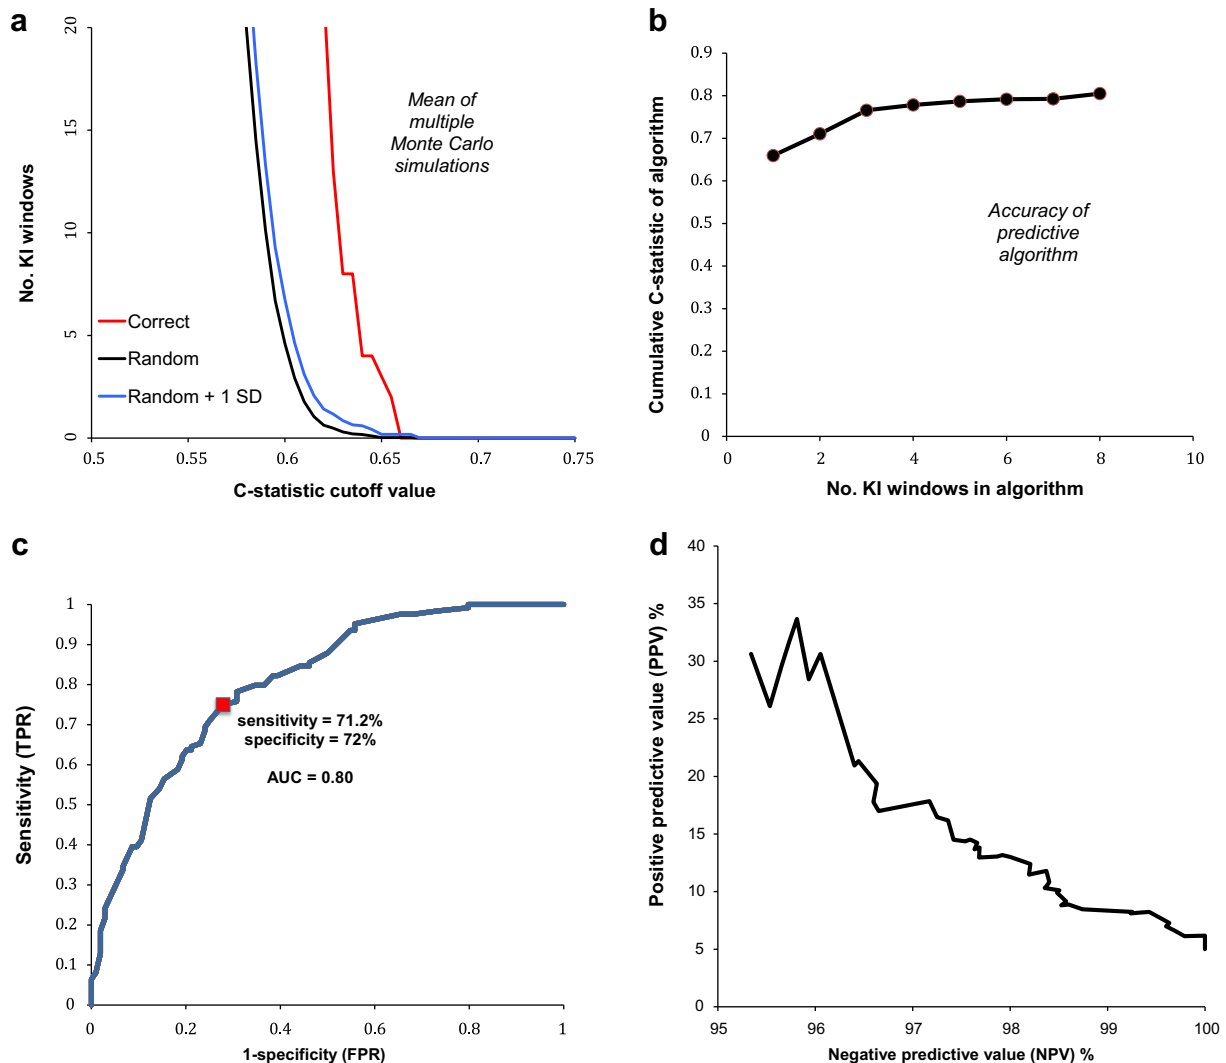 a
No. KI windows
20
15
10
5
0
0.5
0.55
0.6
0.65
0.7
0.75
C-statistic cutoff value
Mean of
multiple
Monte Carlo
simulations
Correct
Random
Random + 1 SD
b
Cumulative C-statistic of algorithm
0.9
0.8
0.7
0.6
0.5
0.4
0.3
0.2
0.1
0
0
2
4
6
8
10
No. KI windows in algorithm
Accuracy of
predictive
algorithm
c
Sensitivity (TPR)
1
0.9
0.8
0.7
0.6
0.5
0.4
0.3
0.2
0.1
0
0
0.2
0.4
0.6
0.8
1
1-specificity (FPR)
sensitivity = 71.2%
specificity = 72%
AUC = 0.80
d
Positive predictive value (PPV) %
40
35
30
25
20
15
10
5
0
95
96
97
98
99
100
Negative predictive value (NPV) %